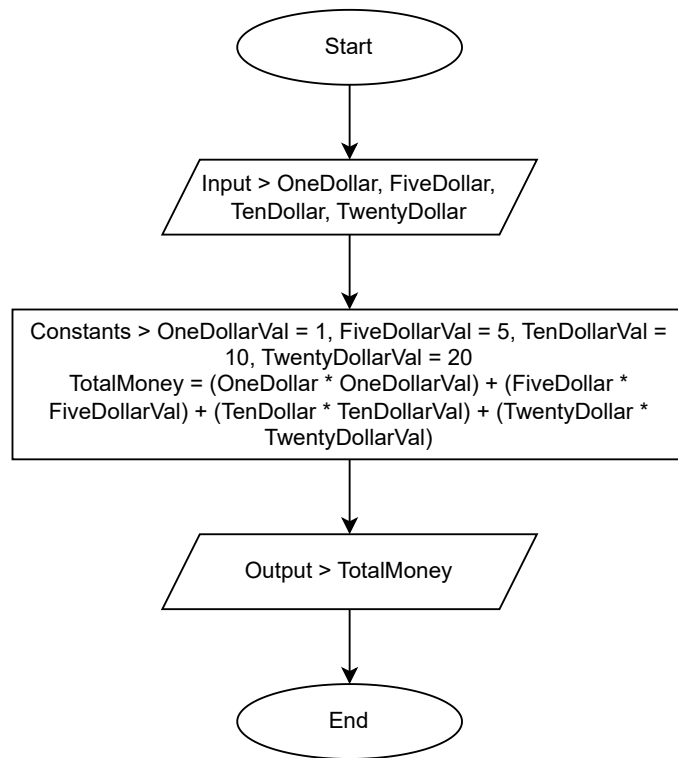 Start
Input > OneDollar, FiveDollar,
TenDollar, TwentyDollar
Constants > OneDollarVal = 1, FiveDollarVal = 5, TenDollarVal =
10, TwentyDollarVal = 20
TotalMoney = (OneDollar * OneDollarVal) + (FiveDollar *
FiveDollarVal) + (TenDollar * TenDollarVal) + (TwentyDollar *
TwentyDollarVal)
Output > TotalMoney
End